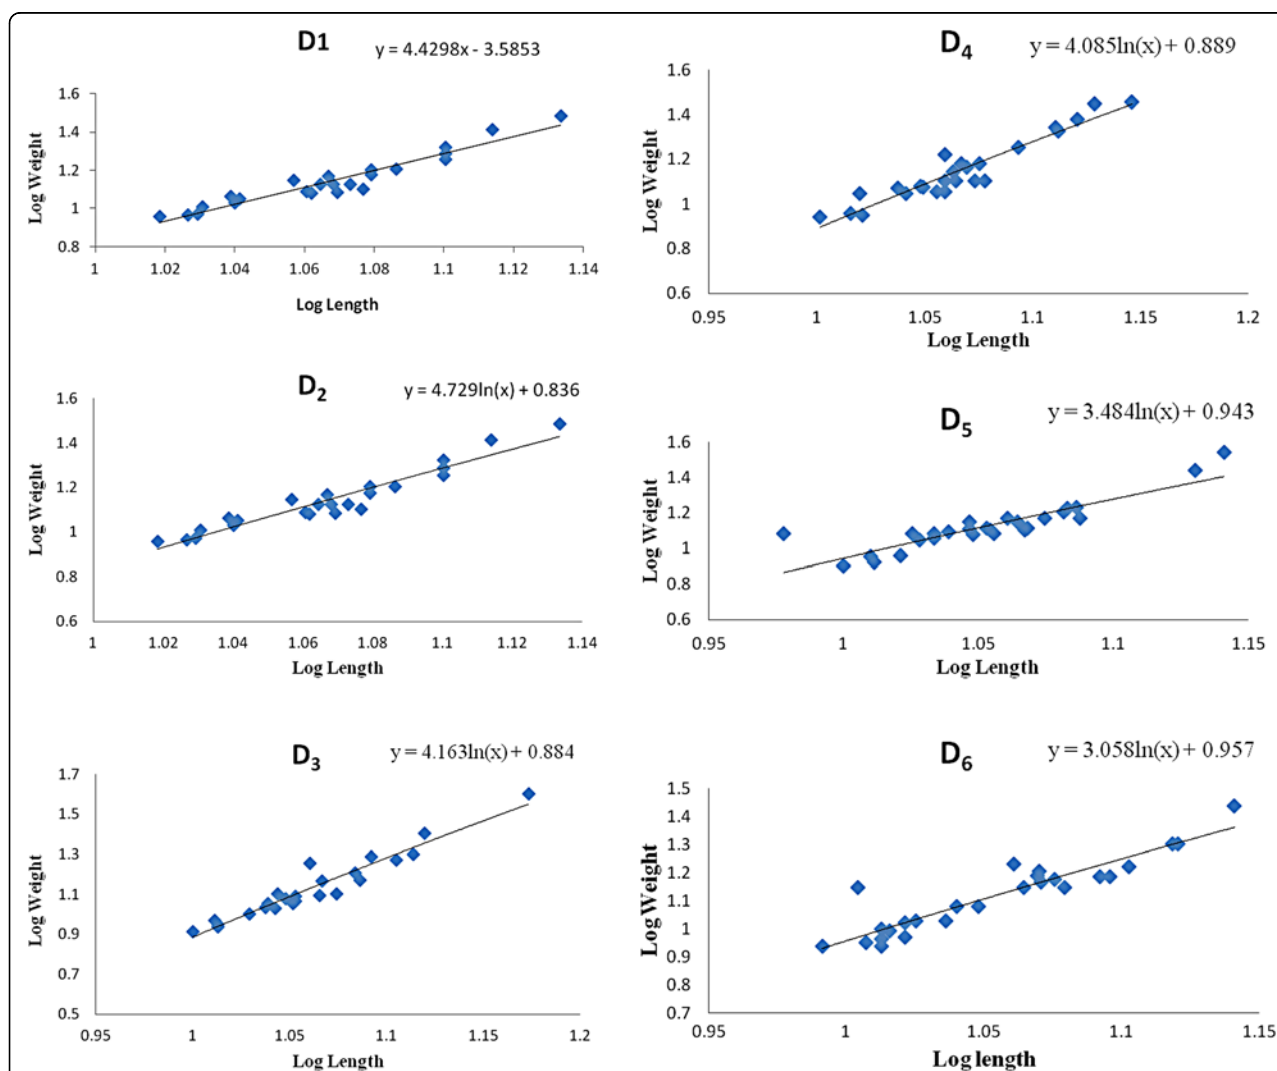 D1
y = 4.4298x - 3.5853
1.6
1.4
1.2
1
0.8
Log Weight
1 1.02 1.04 1.06 1.08 1.1 1.12 1.14
Log Length
D4
y = 4.085ln(x) + 0.889
1.6
1.4
1.2
1
0.8
0.6
Log Weight
0.95 1 1.05 1.1 1.15 1.2
Log Length
D2
y = 4.729ln(x) + 0.836
1.6
1.4
1.2
1
0.8
0.6
Log Weight
1 1.02 1.04 1.06 1.08 1.1 1.12 1.14
Log Length
D5
y = 3.484ln(x) + 0.943
1.6
1.4
1.2
1
0.8
0.6
Log Weight
0.95 1 1.05 1.1 1.15
Log Length
D3
y = 4.163ln(x) + 0.884
1.7
1.5
1.3
1.1
0.9
0.7
0.5
Log Weight
0.95 1 1.05 1.1 1.15 1.2
Log Length
D6
y = 3.058ln(x) + 0.957
1.5
1.4
1.3
1.2
1.1
1
0.9
0.8
0.7
Log Weight
0.95 1 1.05 1.1 1.15
Log length